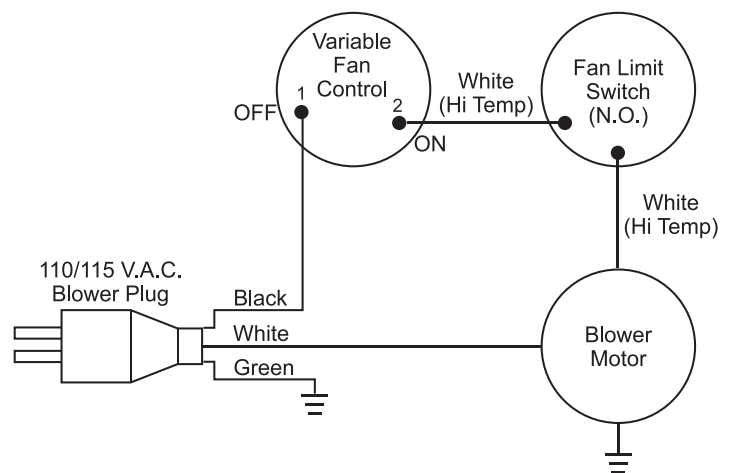 Variable
Fan
Control
1
2
OFF
ON
White
(Hi Temp)
Fan Limit
Switch
(N.O.)
White
(Hi Temp)
110/115 V.A.C.
Blower Plug
Black
White
Green
Blower
Motor